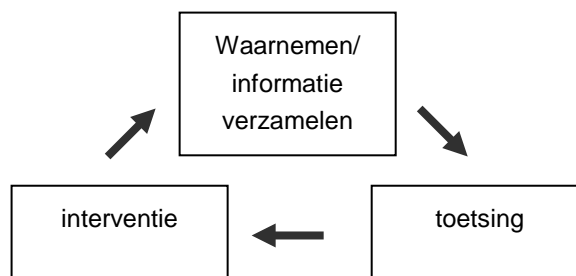 Waarnemen/
informatie
verzamelen
interventie
toetsing